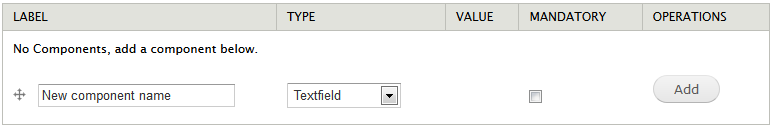 LABEL TYPE VALUE MANDATORY OPERATIONS
No Components, add a component below.
New component name Textfield Add